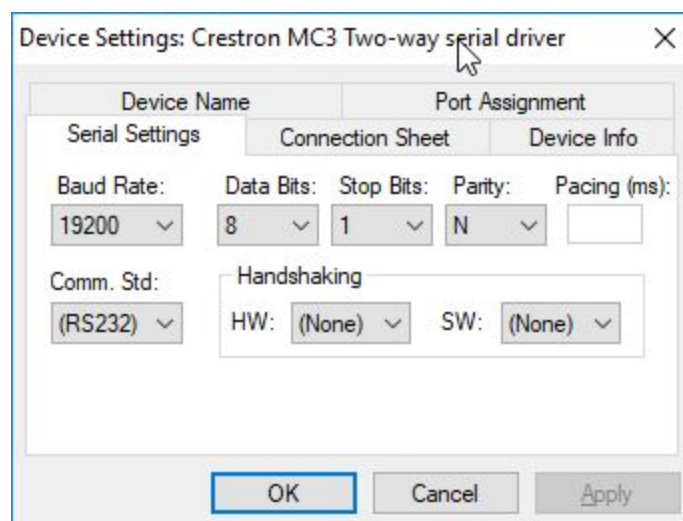 Device Settings: Crestron MC3 Two-way serial driver
Device Name Port Assignment
Serial Settings Connection Sheet Device Info
Baud Rate: Data Bits: Stop Bits: Parity: Pacing (ms):
19200 8 1 N
Comm. Std: Handshaking
(RS232) HW: (None) SW: (None)
OK Cancel Apply